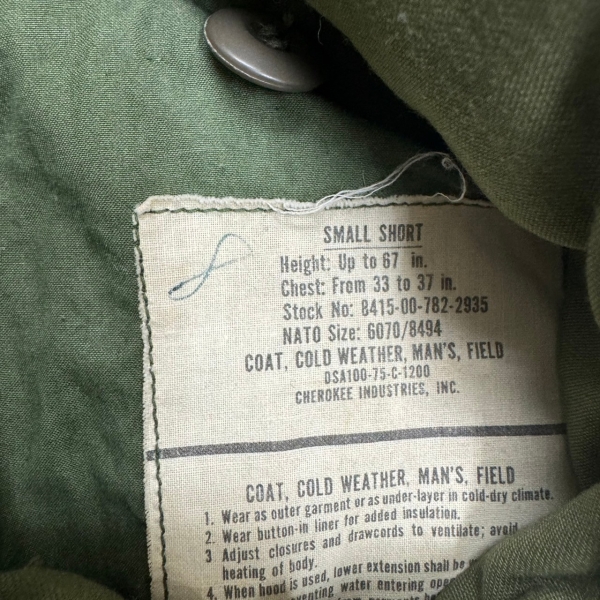 SMALL SHORT
Height: Up to 67 in.
Chest: From 33 to 37 in.
Stock No: 8415-00-782-2935
NATO Size: 6070/8494
COAT, COLD WEATHER, MAN'S, FIELD
DSA100-75-C-1200
CHEROKEE INDUSTRIES, INC.
COAT, COLD WEATHER, MAN'S, FIELD
1. Wear as outer garment or as under-layer in cold-dry climate.
2. Wear button-in liner for added insulation.
3 Adjust closures and drawcords to ventilate; avoid
heating of body.
4. When hood is used, lower extension shall be
venting water entering